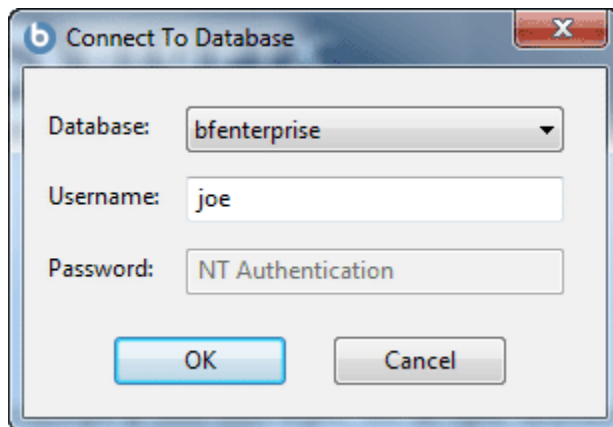 b Connect To Database
Database: bfenterprise
Username: joe
Password: NT Authentication
OK Cancel